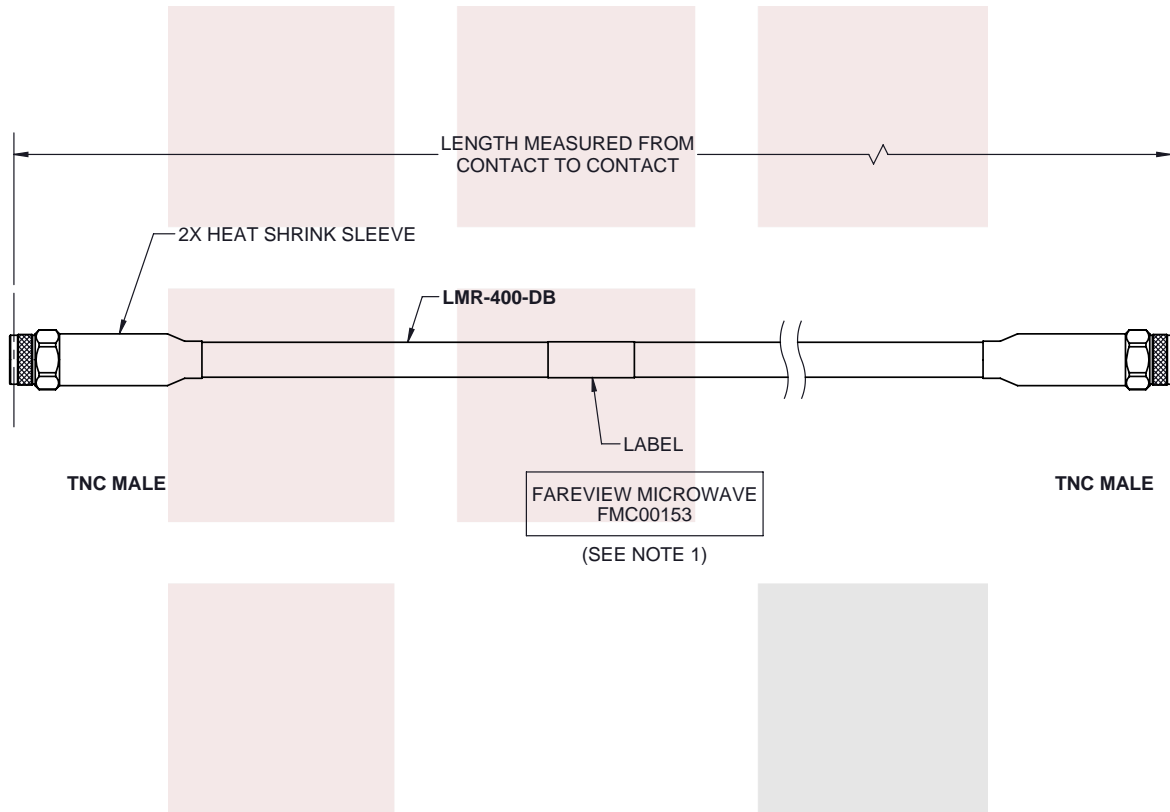 LENGTH MEASURED FROM
CONTACT TO CONTACT
2X HEAT SHRINK SLEEVE
LMR-400-DB
LABEL
TNC MALE
TNC MALE
FAREVIEW MICROWAVE
FMC00153
(SEE NOTE 1)